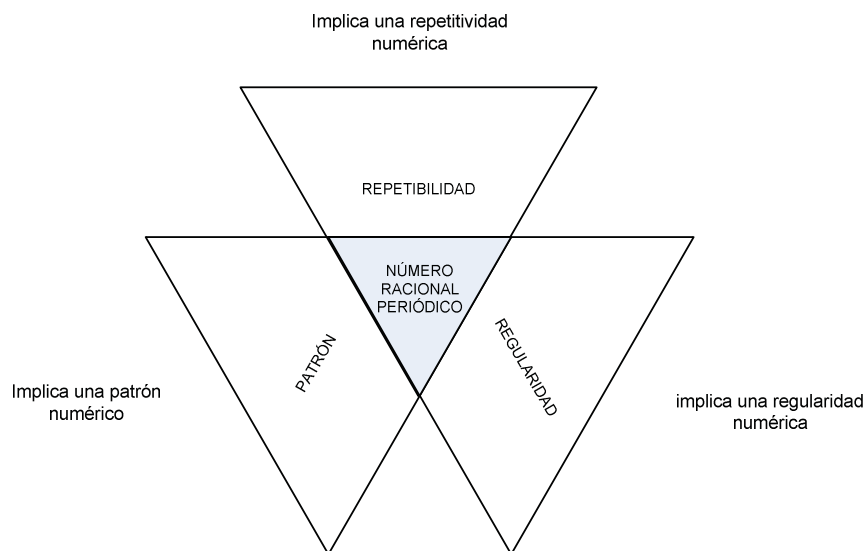 Implica una repetitividad
numérica
REPETIBILIDAD
NÚMERO
RACIONAL
PERIÓDICO
PATRÓN
REGULARIDAD
Implica una patrón
numérico
implica una regularidad
numérica